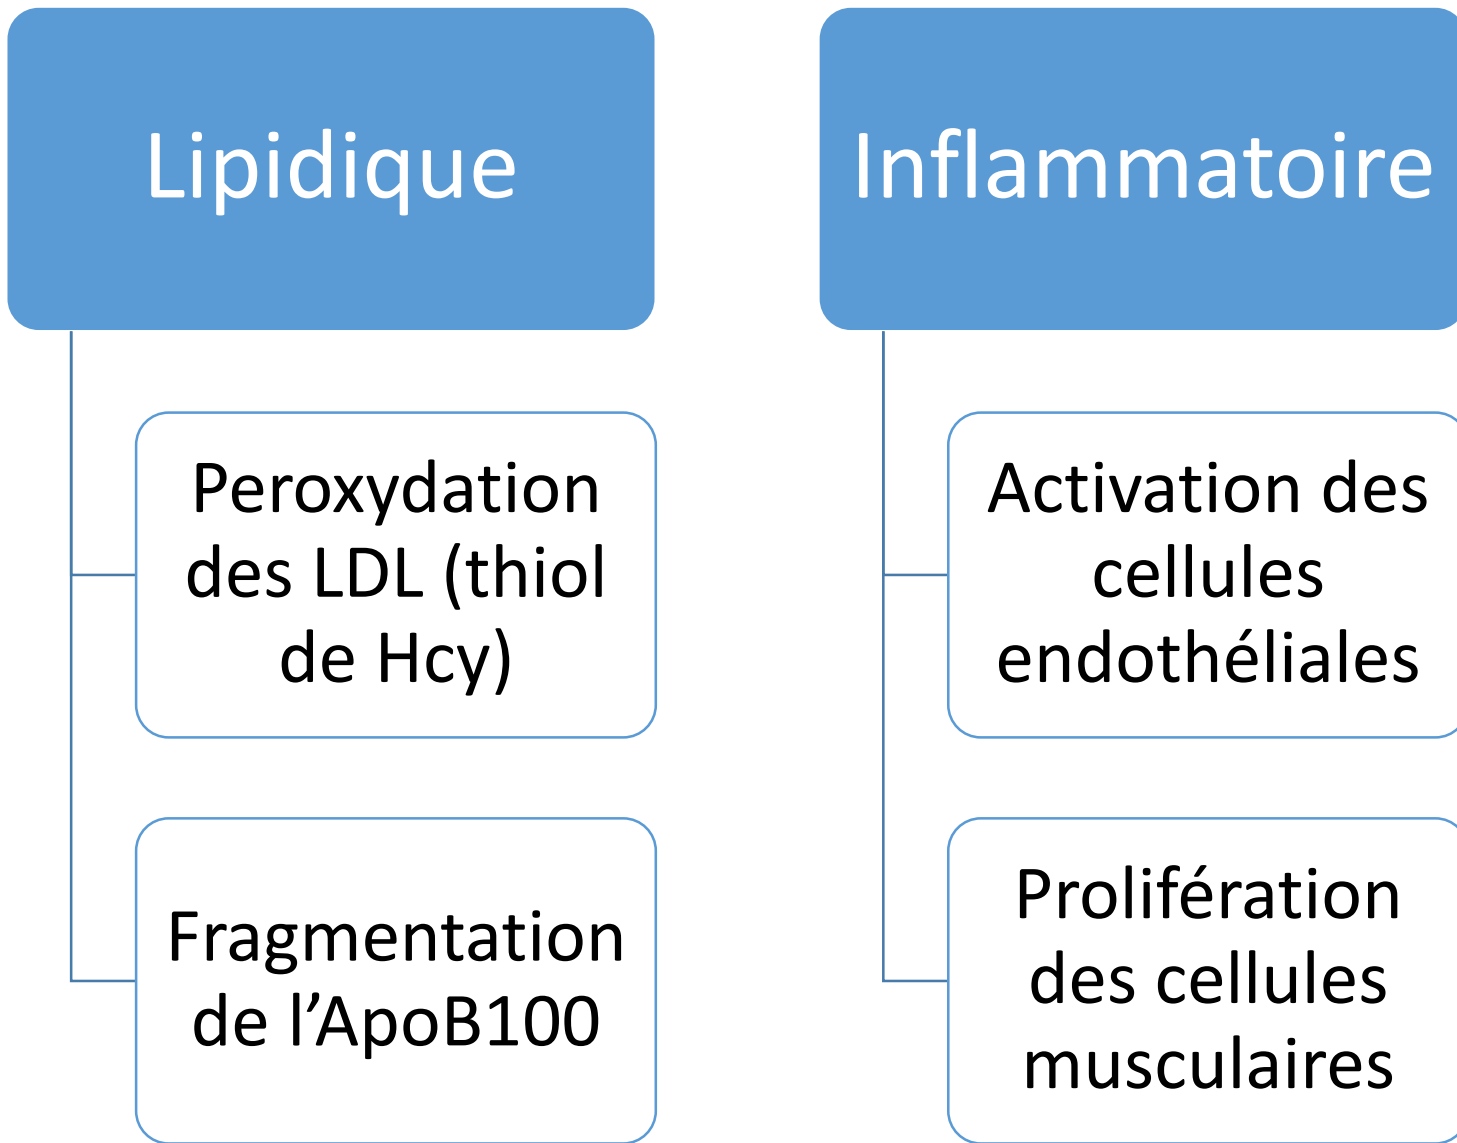 Lipidique
Peroxydation
des LDL (thiol
de Hcy)
Fragmentation
de l’ApoB100
Inflammatoire
Activation des
cellules
endothéliales
Prolifération
des cellules
musculaires